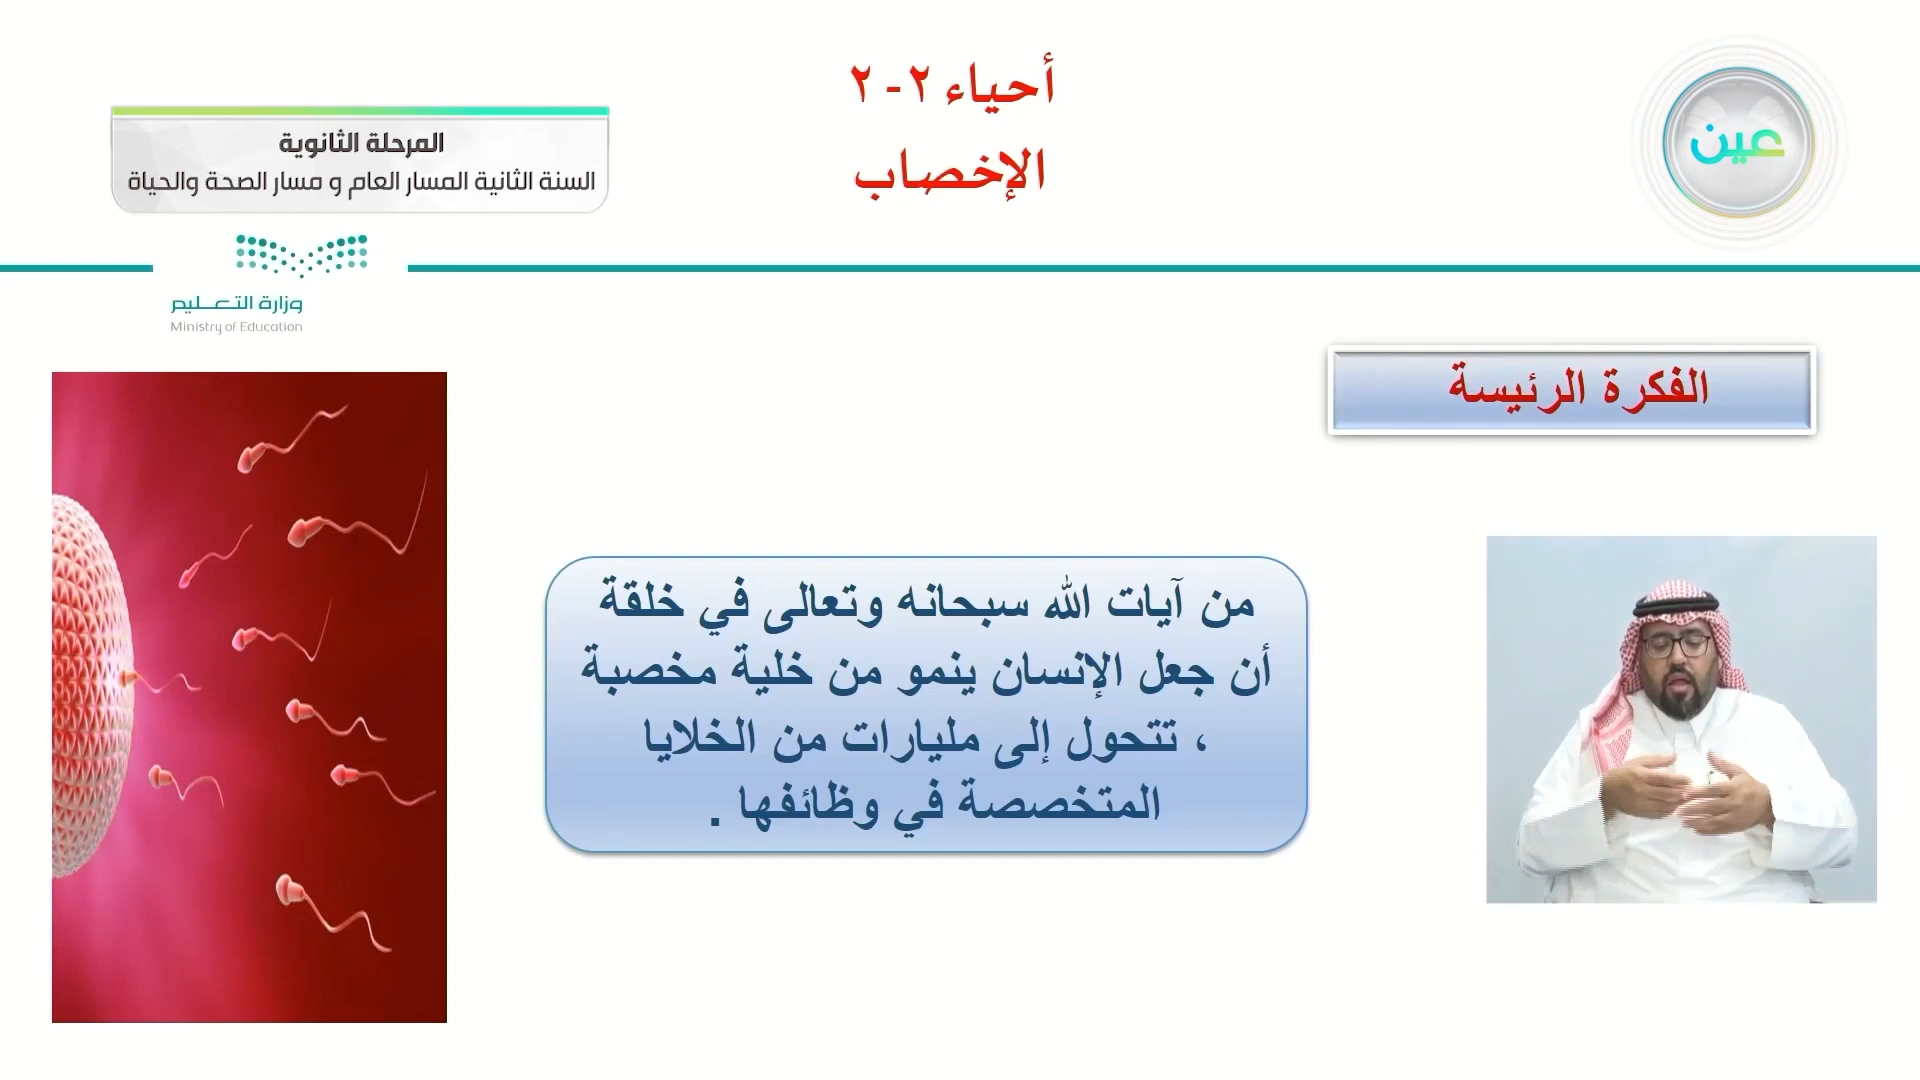 أحياء ٢-٢
الإخصاب
عين
المرحلة الثانوية
السنة الثانية المسار العام و مسار الصحة والحياة
وزارة التعليم
Ministry of Education
الفكرة الرئيسة
من آيات الله سبحانه وتعالى في خلقة
أن جعل الإنسان ينمو من خلية مخصبة
، تتحول إلى مليارات من الخلايا
المتخصصة في وظائفها .